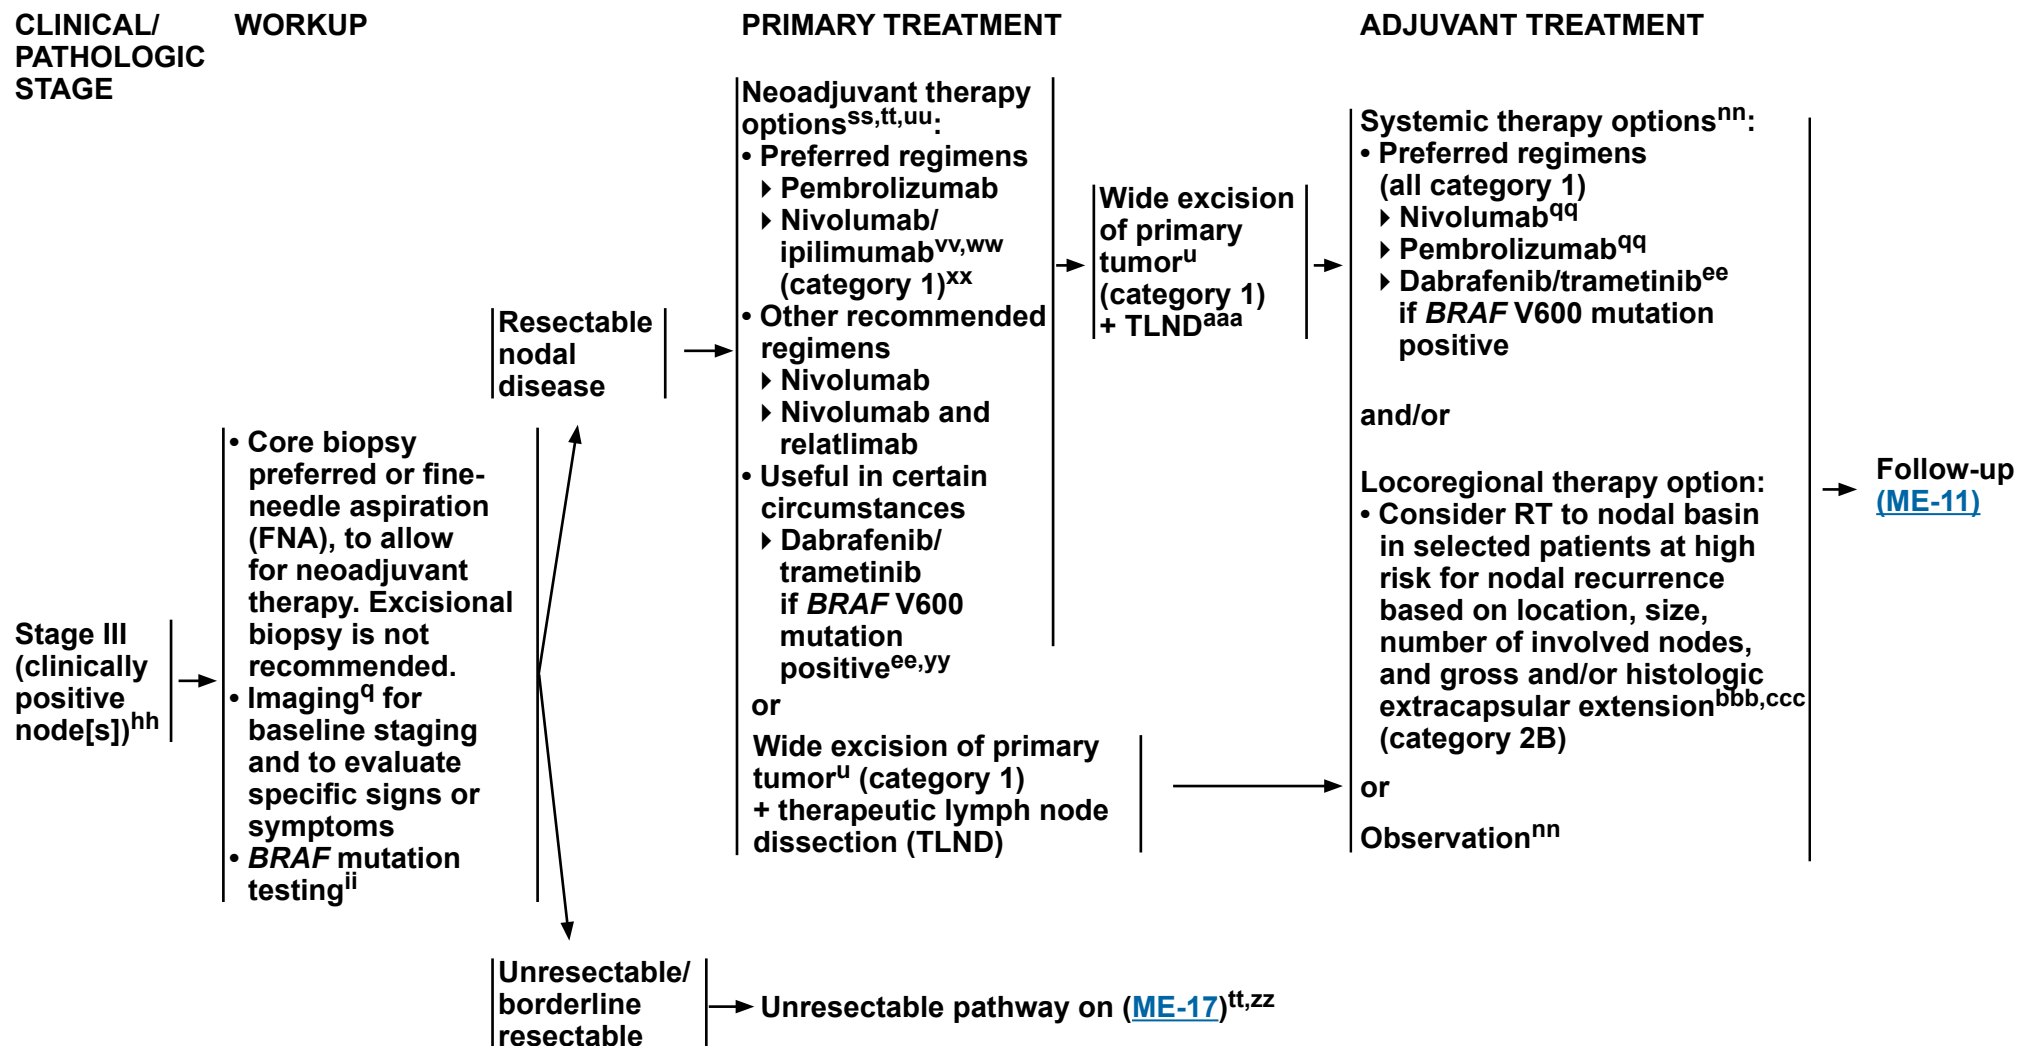 CLINICAL/
PATHOLOGIC
STAGE
WORKUP
PRIMARY TREATMENT
ADJUVANT TREATMENT
Stage III
(clinically
positive
node[s])hh
• Core biopsy
preferred or fine-
needle aspiration
(FNA), to allow
for neoadjuvant
therapy. Excisional
biopsy is not
recommended.
• Imagingq for
baseline staging
and to evaluate
specific signs or
symptoms
• BRAF mutation
testingii
Resectable
nodal
disease
Neoadjuvant therapy
optionsss,tt,uu:
• Preferred regimens
Pembrolizumab
Nivolumab/
ipilimumabvv,ww
(category 1)xx
• Other recommended
regimens
Nivolumab
Nivolumab and
relatlimab
• Useful in certain
circumstances
Dabrafenib/
trametinib
if BRAF V600
mutation
positiveee,yy
or
Wide excision of primary
tumoru (category 1)
+ therapeutic lymph node
dissection (TLND)
Wide excision
of primary
tumoru
(category 1)
+ TLNDaaa
Systemic therapy optionsnn:
• Preferred regimens
(all category 1)
Nivolumabqq
Pembrolizumabqq
Dabrafenib/trametinibee
if BRAF V600 mutation
positive
and/or
Locoregional therapy option:
• Consider RT to nodal basin
in selected patients at high
risk for nodal recurrence
based on location, size,
number of involved nodes,
and gross and/or histologic
extracapsular extensionbbb,ccc
(category 2B)
or
Observationnn
Follow-up
(ME-11)
Unresectable/
borderline
resectable
Unresectable pathway on (ME-17)tt,zz